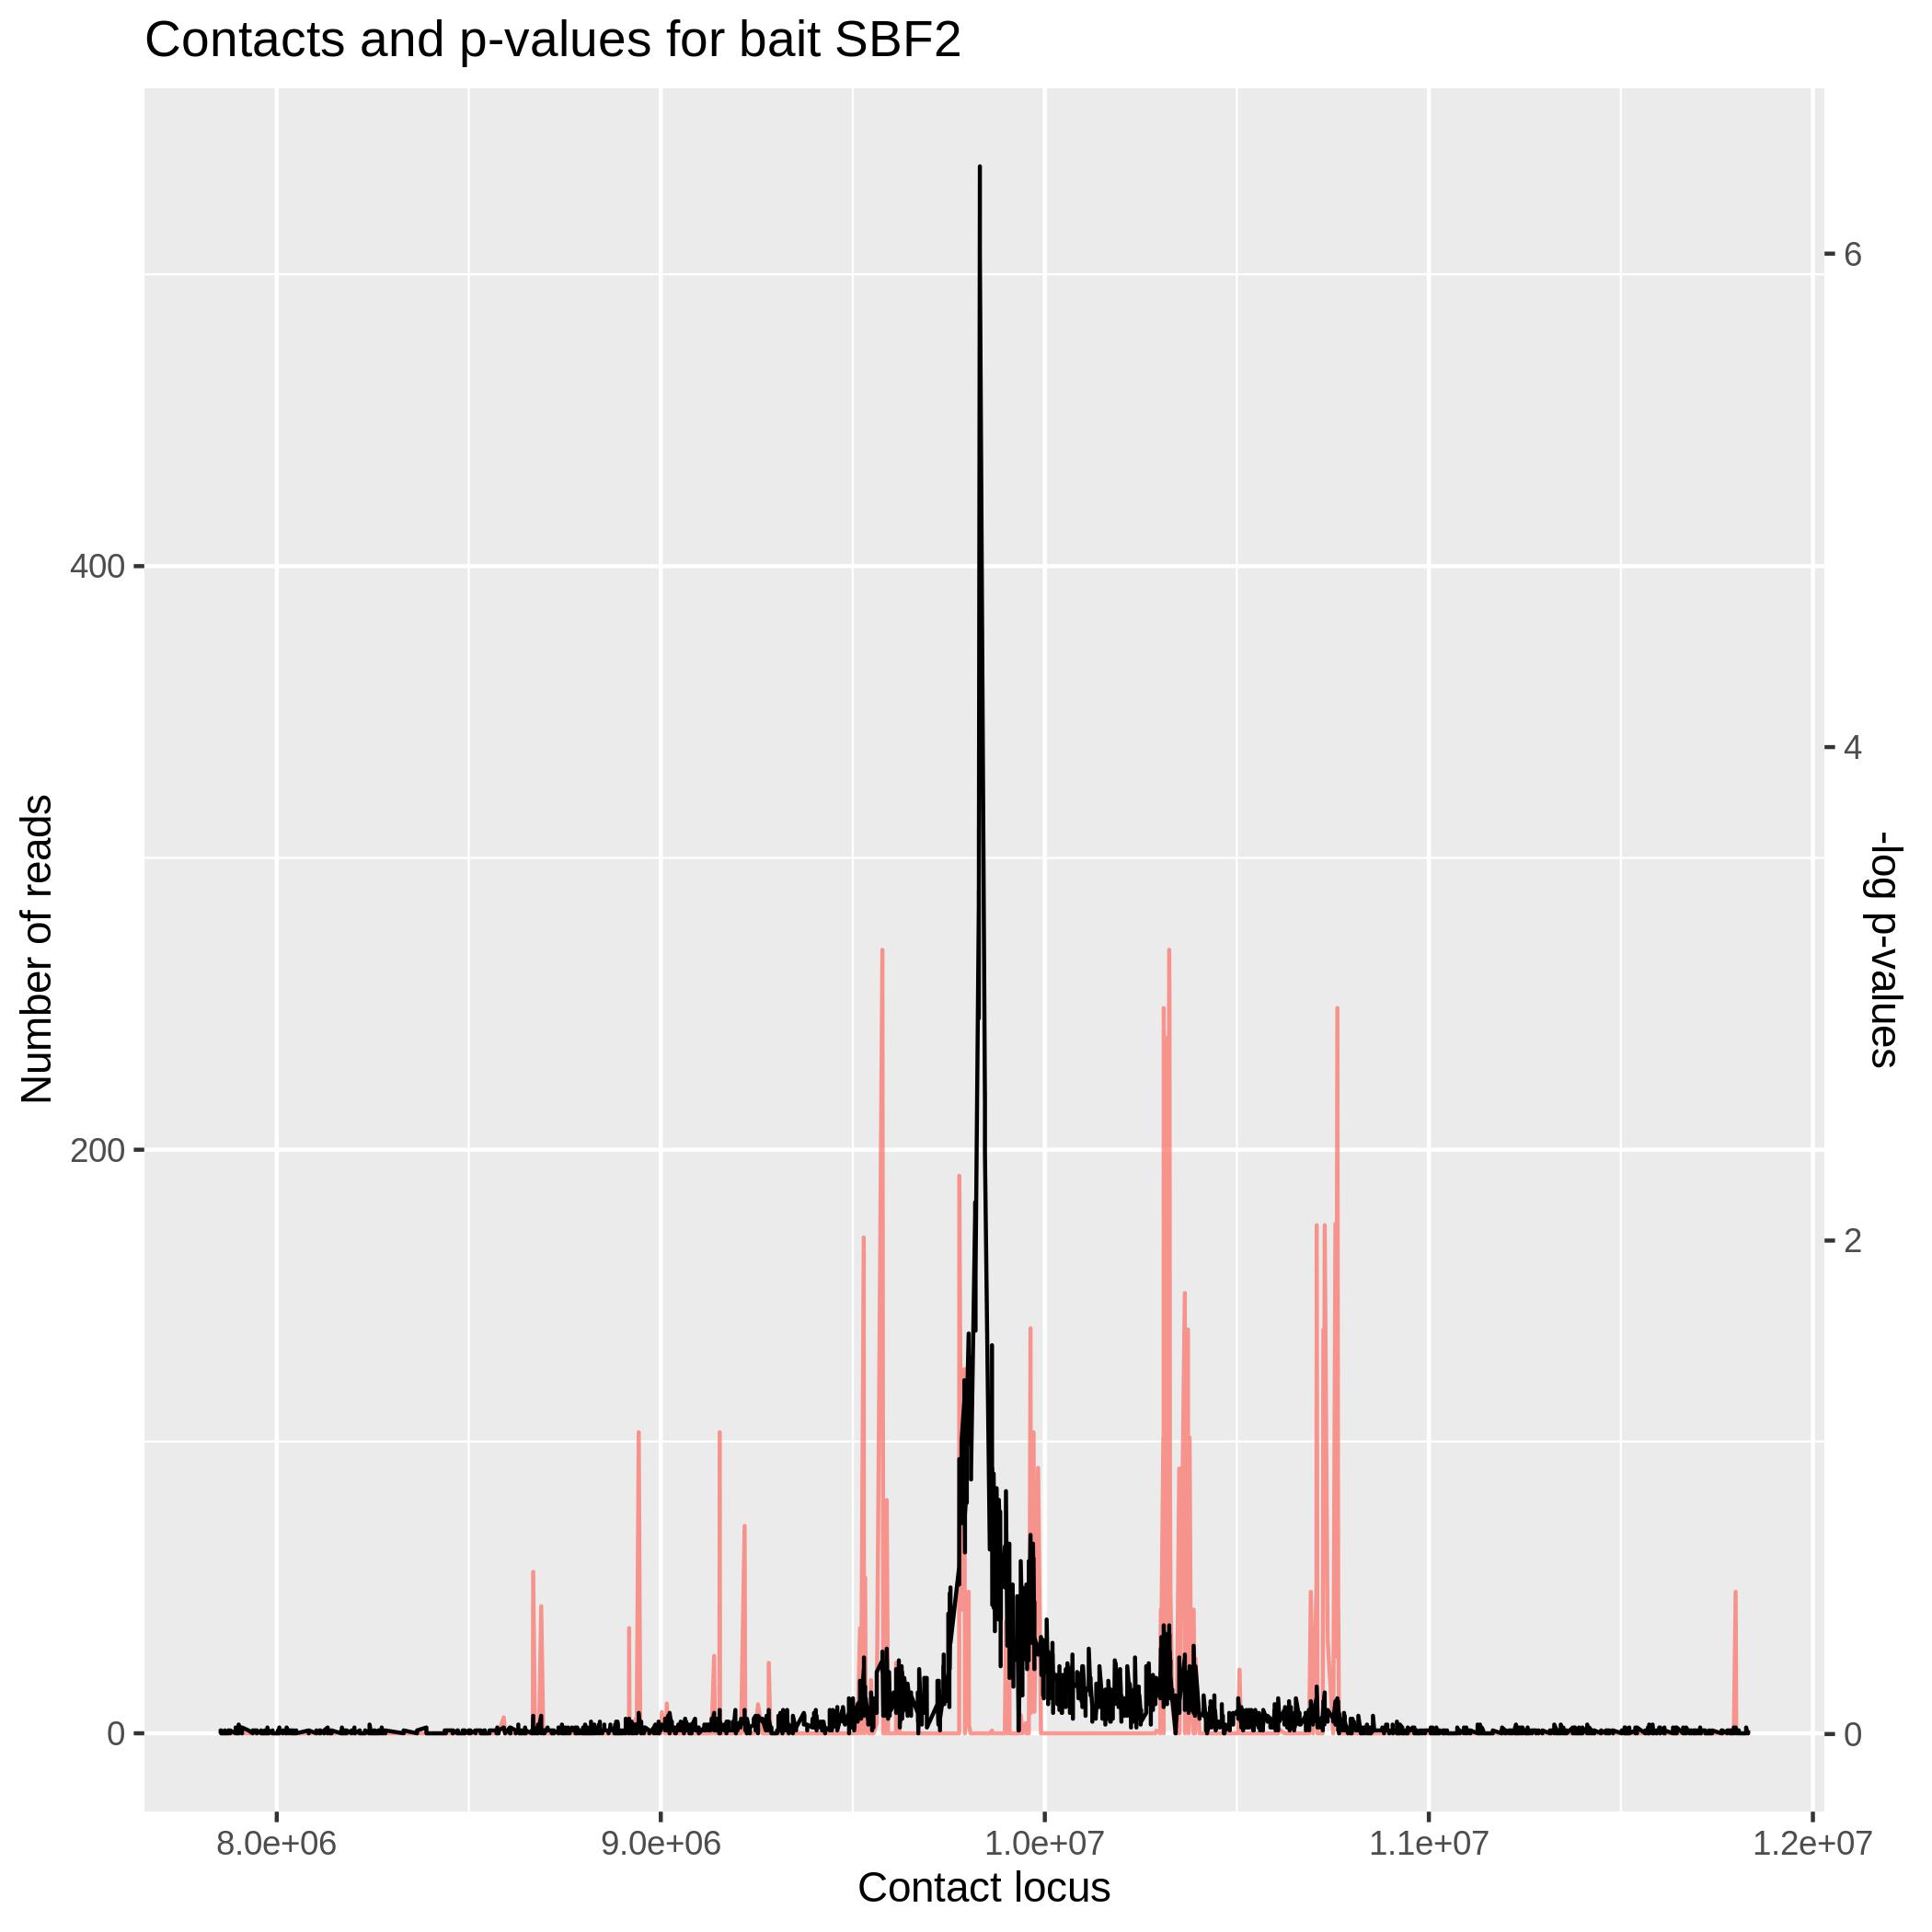 Contacts and p-values for bait SBF2
Number of reads
400
200
0
6
4
2
0
-log p-values
8.0e+06 9.0e+06 1.0e+07 1.1e+07 1.2e+07
Contact locus